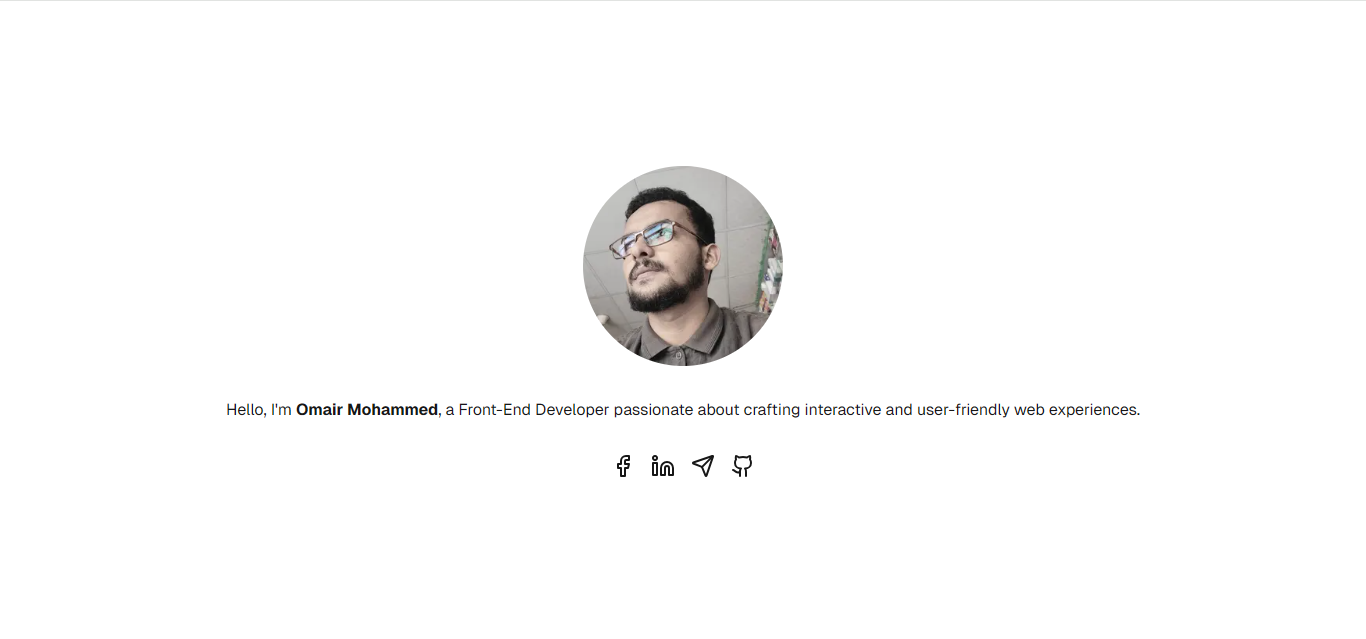 Hello, I'm Omair Mohammed, a Front-End Developer passionate about crafting interactive and user-friendly web experiences.